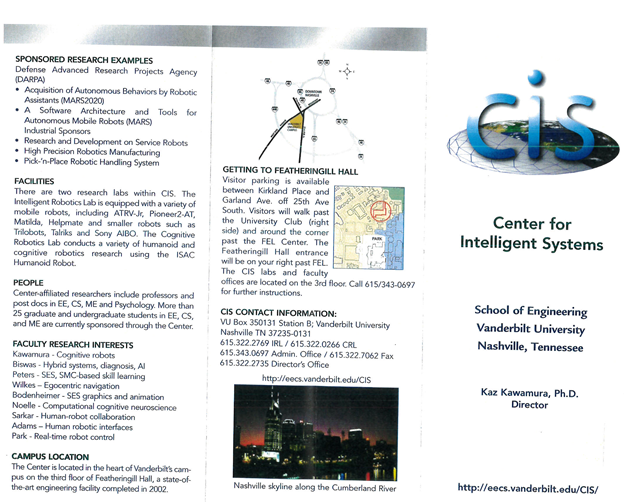 SPONSORED RESEARCH EXAMPLES
Defense Advanced Research Projects Agency
(DARPA)
• Acquisition of Autonomous Behaviors by Robotic
Assistants (MARS2020)
• A Software Architecture and Tools for
Autonomous Mobile Robots (MARS)
Industrial Sponsors
• Research and Development on Service Robots
• High Precision Robotics Manufacturing
• Pick-'n-Place Robotic Handling System
FACILITIES
There are two research labs within CIS. The
Intelligent Robotics Lab is equipped with a variety of
mobile robots, including ATRV-Jr, Pioneer2-AT,
Matilda, Helpmate and smaller robots such as
Trilobots, Talriks and Sony AIBO. The Cognitive
Robotics Lab conducts a variety of humanoid and
cognitive robotics research using the ISAC
Humanoid Robot.
PEOPLE
Center-affiliated researchers include professors and
post docs in EE, CS, ME and Psychology. More than
25 graduate and undergraduate students in EE, CS,
and ME are currently sponsored through the Center.
FACULTY RESEARCH INTERESTS
Kawamura - Cognitive robots
Biswas - Hybrid systems, diagnosis, AI
Peters - SES, SMC-based skill learning
Wilkes – Egocentric navigation
Bodenheimer - SES graphics and animation
Noelle - Computational cognitive neuroscience
Sarkar - Human-robot collaboration
Adams – Human robotic interfaces
Park - Real-time robot control
CAMPUS LOCATION
The Center is located in the heart of Vanderbilt's cam-
pus on the third floor of Featheringill Hall, a state-of-
the-art engineering facility completed in 2002.
DOWNTOWN
NASHVILLE
GETTING TO FEATHERINGILL HALL
Visitor parking is available
between Kirkland Place and
Garland Ave. off 25th Ave
South. Visitors will walk past
the University Club (right
side) and around the corner
past the FEL Center. The
Featheringill Hall entrance
will be on your right past FEL.
The CIS labs and faculty
offices are located on the 3rd floor. Call 615/343-0697
for further instructions.
PARK
CIS CONTACT INFORMATION:
VU Box 350131 Station B; Vanderbilt University
Nashville TN 37235-0131
615.322.2769 IRL / 615.322.0266 CRL
615.343.0697 Admin. Office / 615.322.7062 Fax
615.322.2735 Director's Office
http://eecs.vanderbilt.edu/CIS
Nashville skyline along the Cumberland River
cis
Center for
Intelligent Systems
School of Engineering
Vanderbilt University
Nashville, Tennessee
Kaz Kawamura, Ph.D.
Director
http://eecs.vanderbilt.edu/CIS/